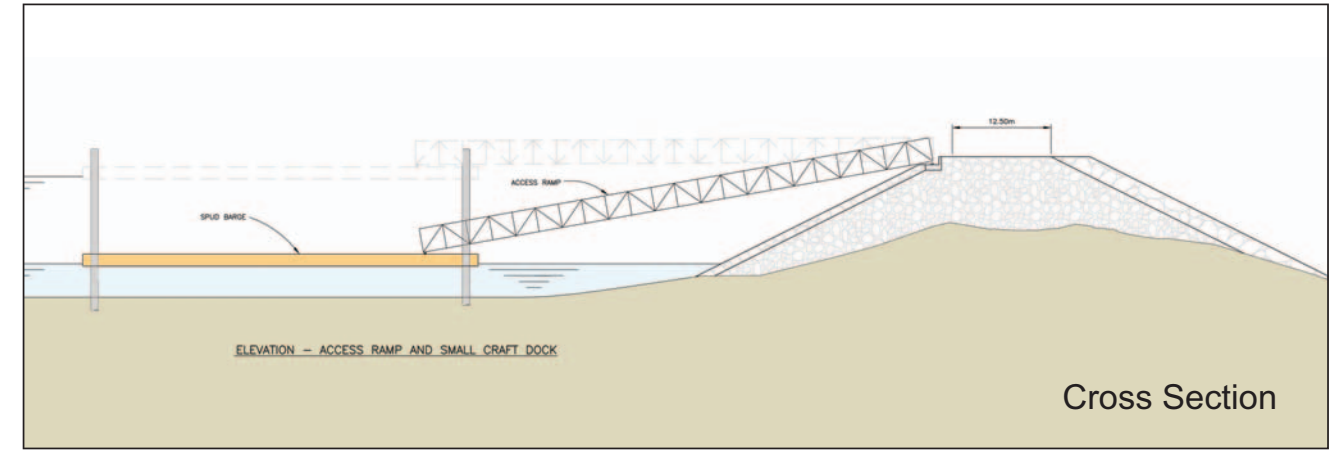 12.50m
ACCESS RAMP
SPUD BARGE
ELEVATION – ACCESS RAMP AND SMALL CRAFT DOCK
Cross Section